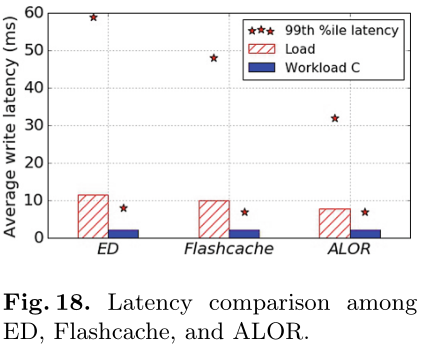 60
50
40
30
20
10
0
Average write latency (ms)
99th %ile latency
Load
Workload C
ED Flashcache ALOR
Fig. 18. Latency comparison among
ED, Flashcache, and ALOR.